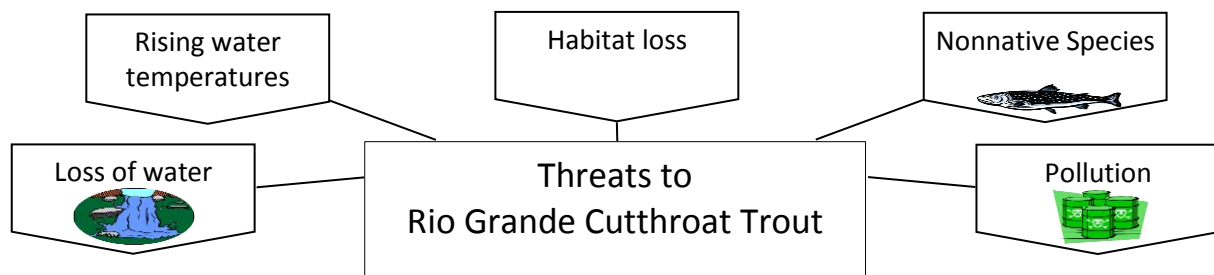 Rising water
temperatures
Habitat loss
Nonnative Species
Loss of water
Threats to
Rio Grande Cutthroat Trout
Pollution